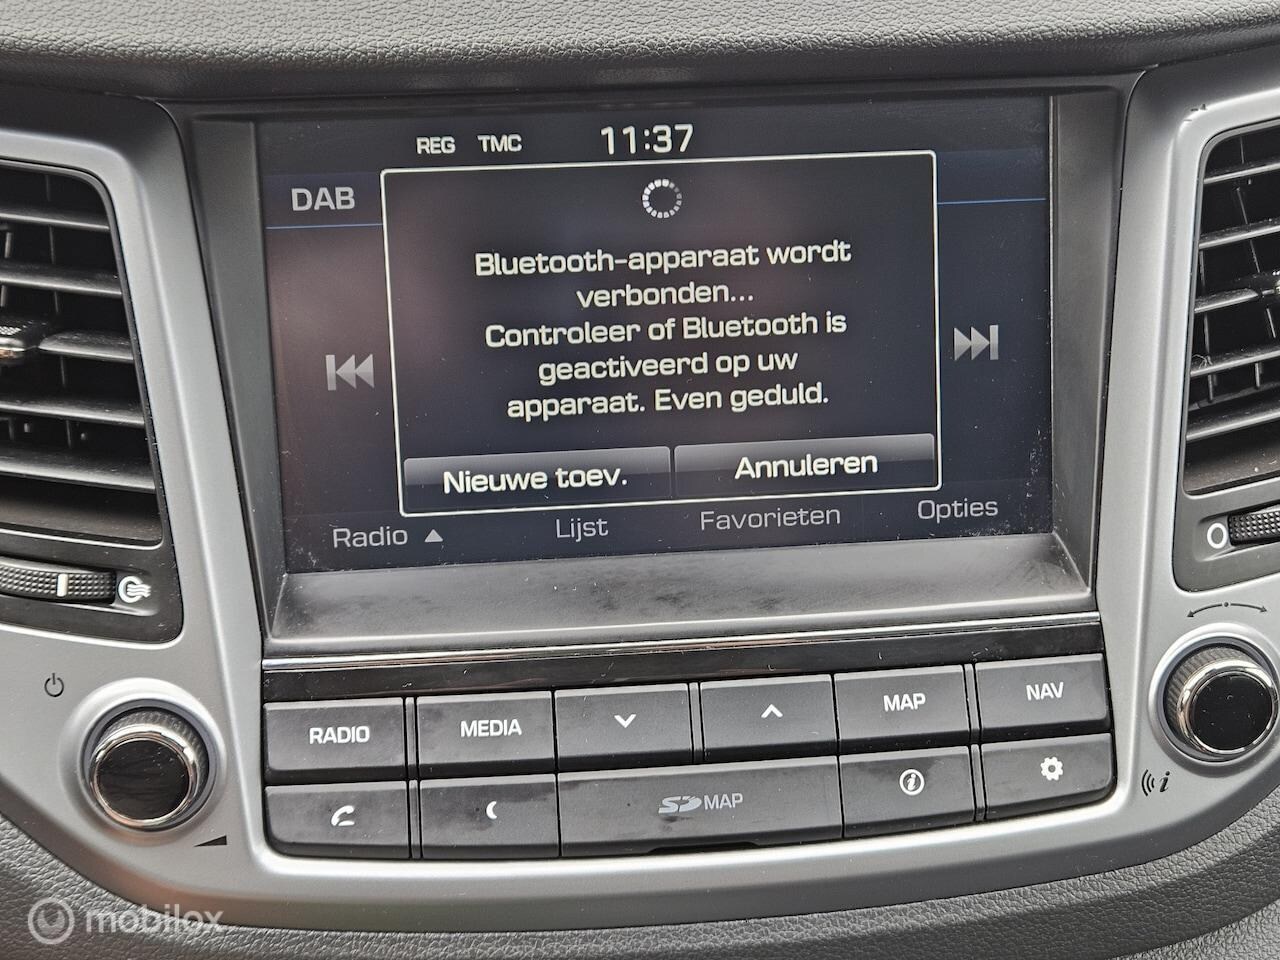 REG TMC 11:37
DAB
Bluetooth-apparaat wordt
verbonden...
Controleer of Bluetooth is
geactiveerd op uw
apparaat. Even geduld.
Nieuwe toev. Annuleren
Radio Lijst Favorieten Opties
RADIO MEDIA MAP NAV
SD MAP i
i
mobilox